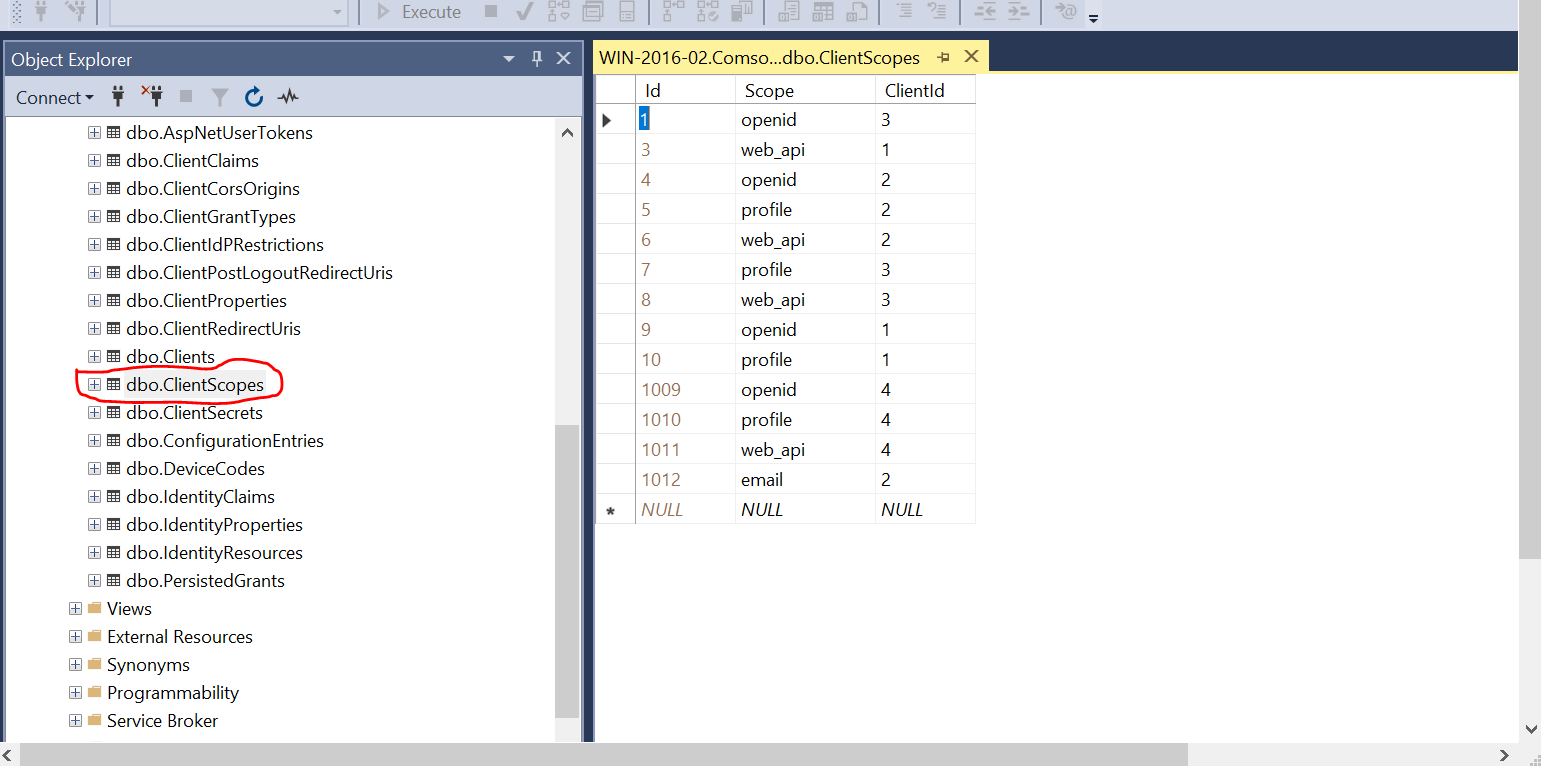 Execute
Object Explorer
Connect
dbo.AspNetUserTokens
dbo.ClientClaims
dbo.ClientCorsOrigins
dbo.ClientGrantTypes
dbo.ClientIdPRestrictions
dbo.ClientPostLogoutRedirectUris
dbo.ClientProperties
dbo.ClientRedirectUris
dbo.Clients
dbo.ClientScopes
dbo.ClientSecrets
dbo.ConfigurationEntries
dbo.DeviceCodes
dbo.IdentityClaims
dbo.IdentityProperties
dbo.IdentityResources
dbo.PersistedGrants
Views
External Resources
Synonyms
Programmability
Service Broker
WIN-2016-02.Comso...dbo.ClientScopes
Id Scope ClientId
1 openid 3
3 web_api 1
4 openid 2
5 profile 2
6 web_api 2
7 profile 3
8 web_api 3
9 openid 1
10 profile 1
1009 openid 4
1010 profile 4
1011 web_api 4
1012 email 2
NULL NULL NULL